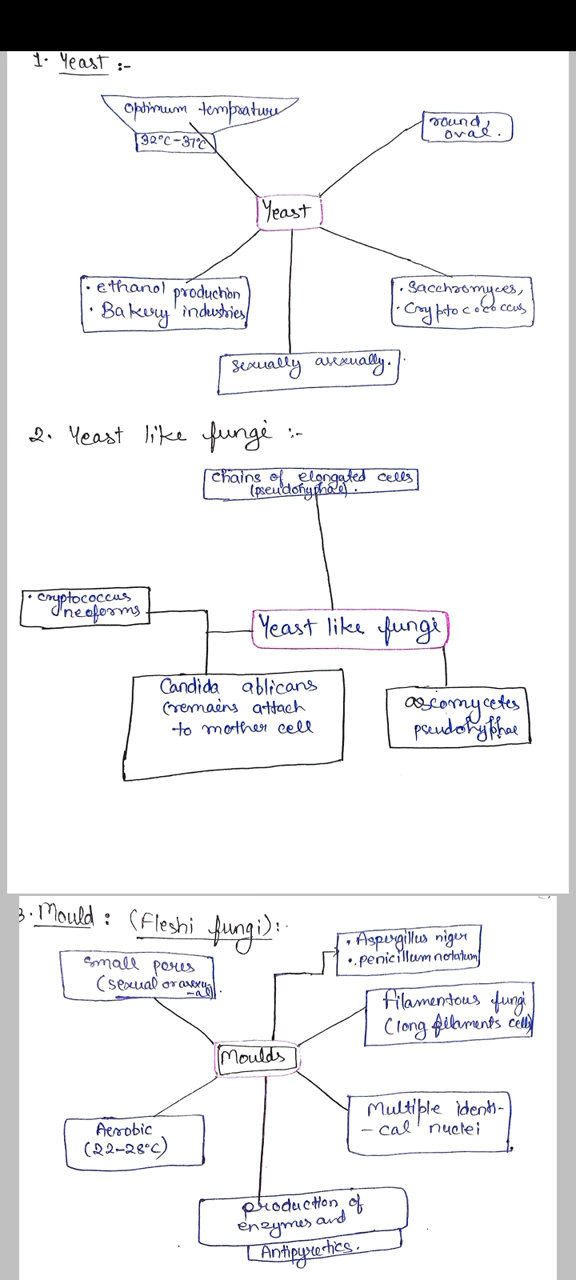 1. Yeast :-
optimum temprature
32°C-37°C
round,
oval.
Yeast
• ethanol production
• Bakery industries
• Saccharomyces,
• Cryptococcus
sexually asexually.
2. Yeast like fungi :-
chains of elongated cells
(pseudohyphae).
• cryptococcus
neoforms
Yeast like fungi
Candida ablicans
(remains attach
to mother cell
ascomycetes
pseudohyphae
3. Mould : (Fleshi fungi):-
Small pores
(sexual or asexu
-al)
• Aspergillus niger
• penicillum notatum
filamentous fungi
(long filaments cell)
Moulds
Aerobic
(22-28°C)
Multiple identi-
-cal nuclei
production of
enzymes and
Antipyretics.